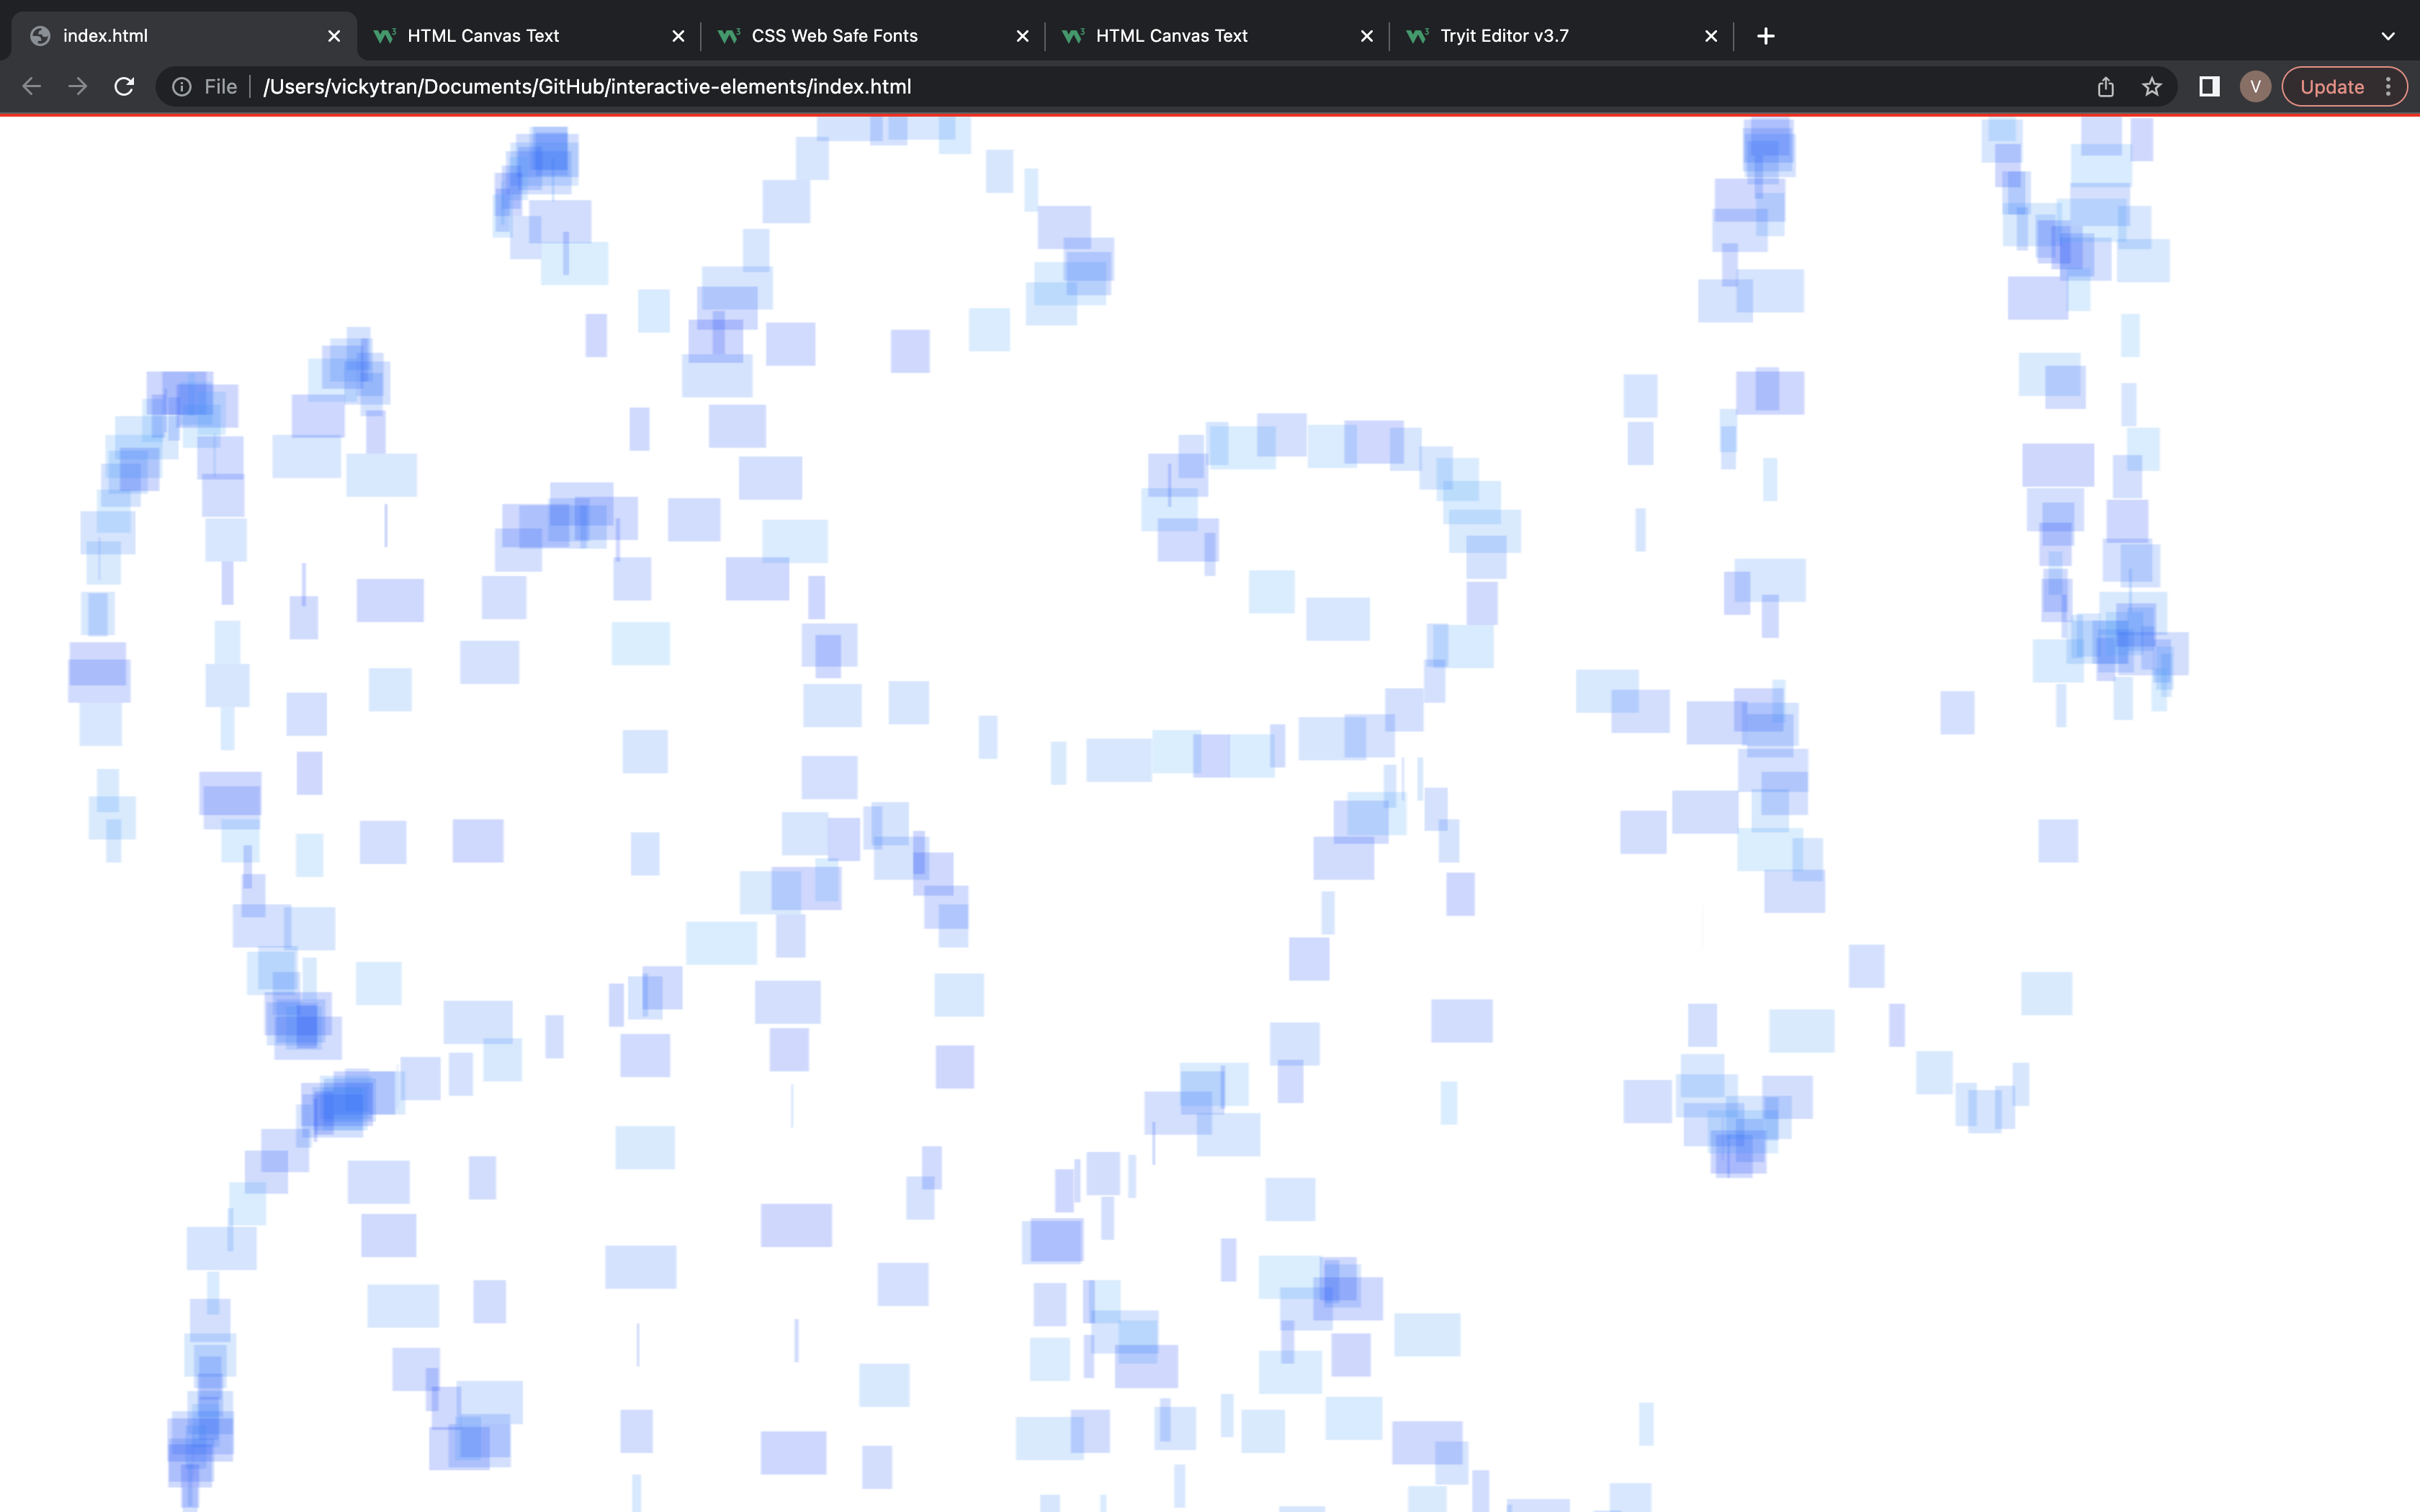 index.html
HTML Canvas Text
CSS Web Safe Fonts
HTML Canvas Text
Tryit Editor v3.7
File /Users/vickytran/Documents/GitHub/interactive-elements/index.html
V
Update